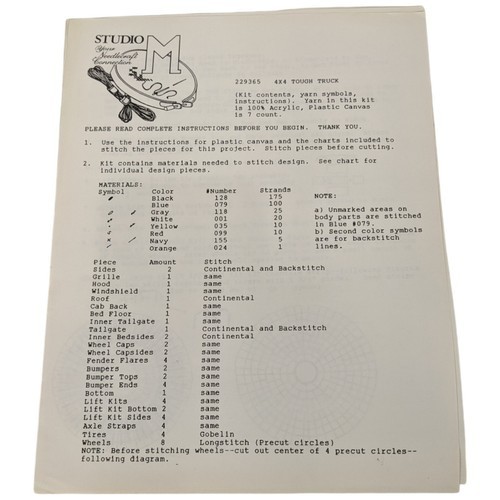 STUDIO M
Your
Needlecraft
Connection
229365 4X4 TOUGH TRUCK
(Kit contents, yarn symbols,
instructions). Yarn in this kit
is 100% Acrylic, Plastic Canvas
is 7 count.
PLEASE READ COMPLETE INSTRUCTIONS BEFORE YOU BEGIN. THANK YOU.
1. Use the instructions for plastic canvas and the charts included to
stitch the pieces for this project. Stitch pieces before cutting.
2. Kit contains materials needed to stitch design. See chart for
individual design pieces.
MATERIALS:
Symbol Color #Number Strands
Black 128 175
Blue 079 100
Gray 118 25
White 001 20
Yellow 035 10
Red 099 10
Navy 155 5
Orange 024 1
NOTE:
a) Unmarked areas on
body parts are stitched
in Blue #079.
b) Second color symbols
are for backstitch
lines.
Piece Amount Stitch
Sides 2 Continental and Backstitch
Grille 1 same
Hood 1 same
Windshield 1 same
Roof 1 Continental
Cab Back 1 same
Bed Floor 1 same
Inner Tailgate 1 same
Tailgate 1 Continental and Backstitch
Inner Bedsides 2 Continental
Wheel Caps 2 same
Wheel Capsides 2 same
Fender Flares 4 same
Bumpers 2 same
Bumper Tops 2 same
Bumper Ends 4 same
Bottom 1 same
Lift Kits 4 same
Lift Kit Bottom 2 same
Lift Kit Sides 4 same
Axle Straps 4 same
Tires 4 Gobelin
Wheels 8 Longstitch (Precut circles)
NOTE: Before stitching wheels--cut out center of 4 precut circles--
following diagram.